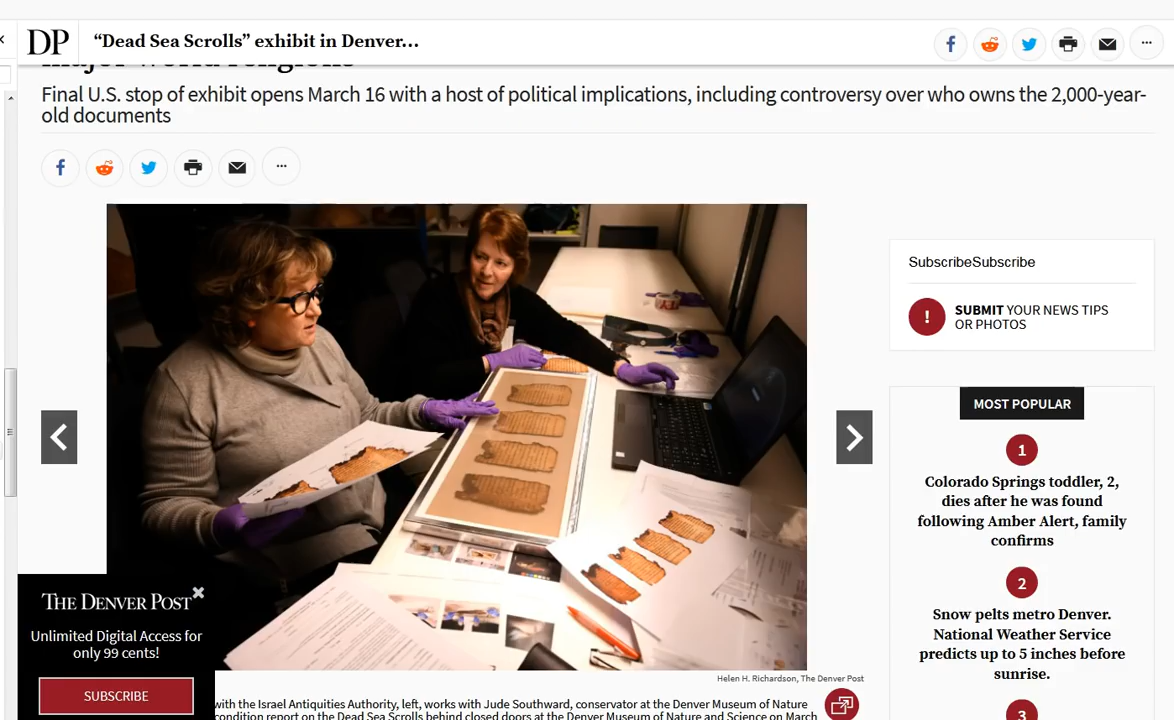 DP
“Dead Sea Scrolls” exhibit in Denver...
major world religions
Final U.S. stop of exhibit opens March 16 with a host of political implications, including controversy over who owns the 2,000-year-
old documents
SubscribeSubscribe
SUBMIT YOUR NEWS TIPS
OR PHOTOS
MOST POPULAR
1
Colorado Springs toddler, 2,
dies after he was found
following Amber Alert, family
confirms
2
Snow pelts metro Denver.
National Weather Service
predicts up to 5 inches before
sunrise.
3
THE DENVER POST
Unlimited Digital Access for
only 99 cents!
SUBSCRIBE
Helen H. Richardson, The Denver Post
with the Israel Antiquities Authority, left, works with Jude Southward, conservator at the Denver Museum of Nature
condition report on the Dead Sea Scrolls behind closed doors at the Denver Museum of Nature and Science on March